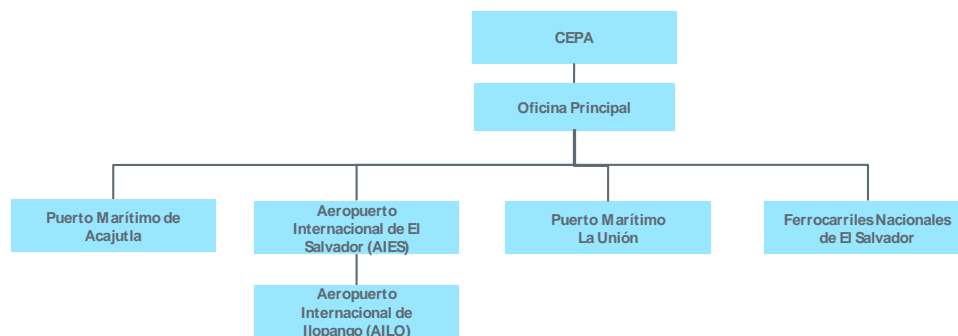 CEPA
Oficina Principal
Puerto Marítimo de
Acajutla
Aeropuerto
Internacional de El
Salvador (AIES)
Puerto Marítimo
La Unión
Ferrocarriles Nacionales
de El Salvador
Aeropuerto
Internacional de
Ilopango (AILO)